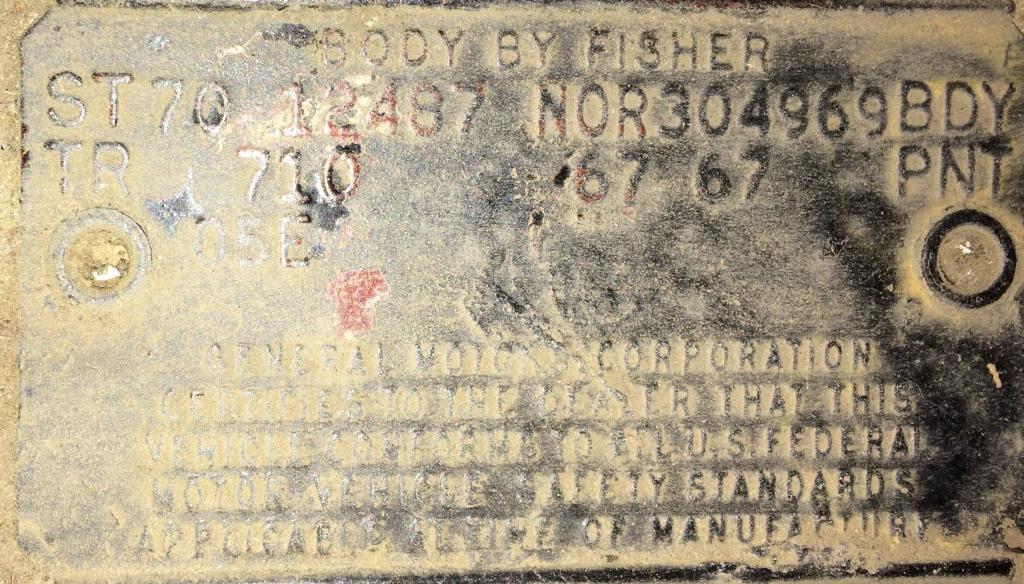 BODY BY FISHER
ST 70 12487 NOR304969 BDY
TR 710 67 67 PNT
05E
GENERAL MOTORS CORPORATION
CERTIFIES TO THE DEALER THAT THIS
VEHICLE CONFORMS TO ALL U.S FEDERAL
MOTOR VEHICLE SAFETY STANDARDS
APPLICABLE AT TIME OF MANUFACTURE